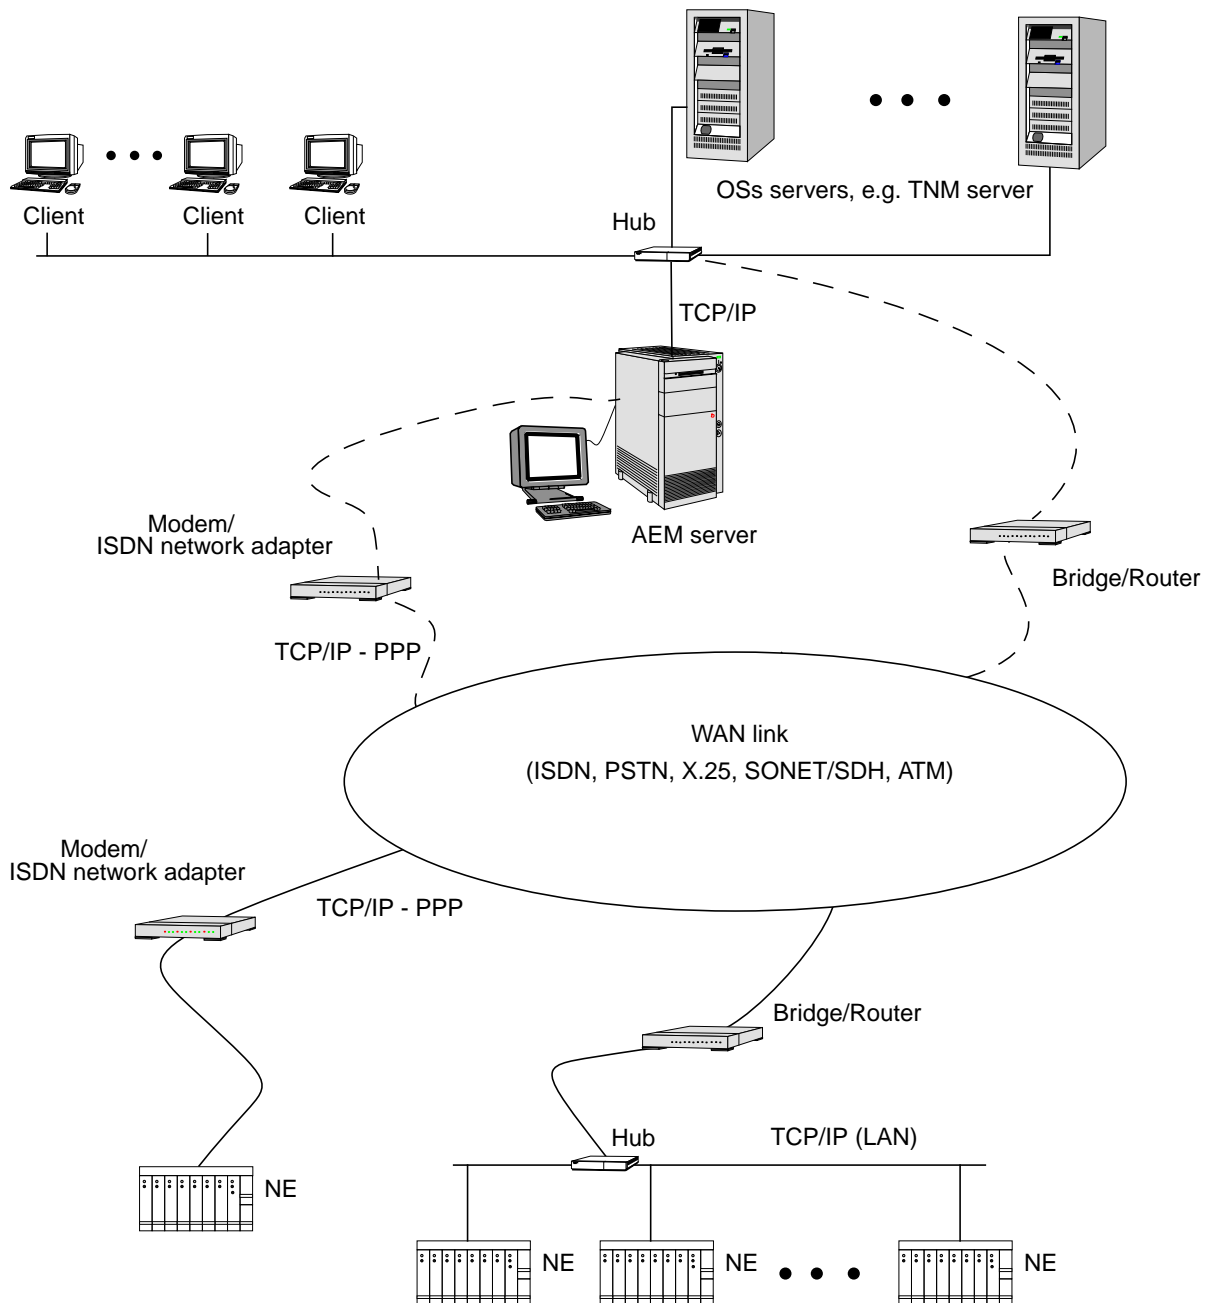 OSs servers, e.g. TNM server
Client
Client
Client
Hub
TCP/IP
Modem/
ISDN network adapter
AEM server
Bridge/Router
TCP/IP - PPP
WAN link
(ISDN, PSTN, X.25, SONET/SDH, ATM)
Modem/
ISDN network adapter
TCP/IP - PPP
Bridge/Router
Hub
TCP/IP (LAN)
NE
NE
NE
NE